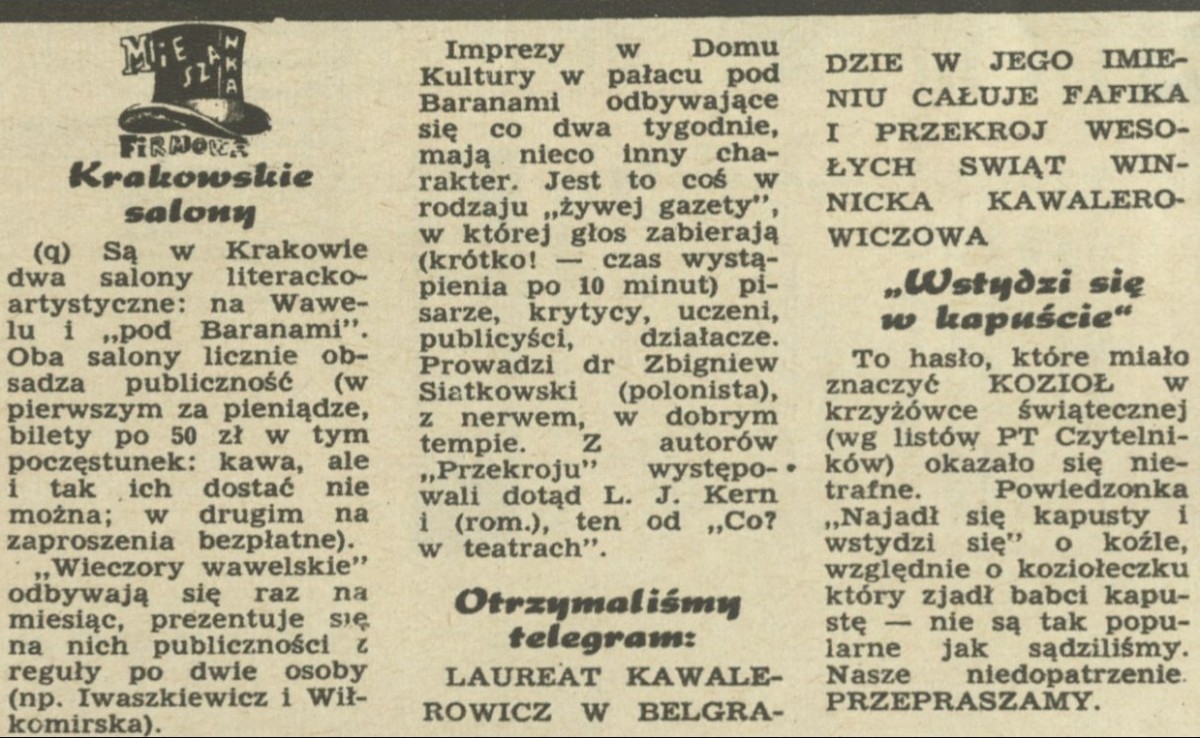 MiESZANKA
FiRMOWA
Krakowskie
salony
(q) Są w Krakowie
dwa salony literacko-
artystyczne: na Wawe-
lu i „pod Baranami”.
Oba salony licznie ob-
sadza publiczność (w
pierwszym za pieniądze,
bilety po 50 zł w tym
poczęstunek: kawa, ale
i tak ich dostać nie
można; w drugim na
zaproszenia bezpłatne).
„Wieczory wawelskie”
odbywają się raz na
miesiąc, prezentuje się
na nich publiczności z
reguły po dwie osoby
(np. Iwaszkiewicz i Wił-
komirska).
Imprezy w Domu
Kultury w pałacu pod
Baranami odbywające
się co dwa tygodnie,
mają nieco inny cha-
rakter. Jest to coś w
rodzaju „żywej gazety”,
w której głos zabierają
(krótko! — czas wystą-
pienia po 10 minut) pi-
sarze, krytycy, uczeni,
publicyści, działacze.
Prowadzi dr Zbigniew
Siatkowski (polonista),
z nerwem, w dobrym
tempie. Z autorów
„Przekroju” występo-
wali dotąd L. J. Kern
i (rom.), ten od „Co?
w teatrach”.
Otrzymaliśmy
telegram:
LAUREAT KAWALE-
ROWICZ W BELGRA-
DZIE W JEGO IMIE-
NIU CAŁUJE FAFIKA
I PRZEKROJ WESO-
ŁYCH SWIĄT WIN-
NICKA KAWALERO-
WICZOWA
„Wstydzi się
w kapuście“
To hasło, które miało
znaczyć KOZIOŁ w
krzyżówce świątecznej
(wg listów PT Czytelni-
ków) okazało się nie-
trafne. Powiedzonka
„Najadł się kapusty i
wstydzi się” o koźle,
względnie o koziołeczku
który zjadł babci kapu-
stę — nie są tak popu-
larne jak sądziliśmy.
Nasze niedopatrzenie.
PRZEPRASZAMY.